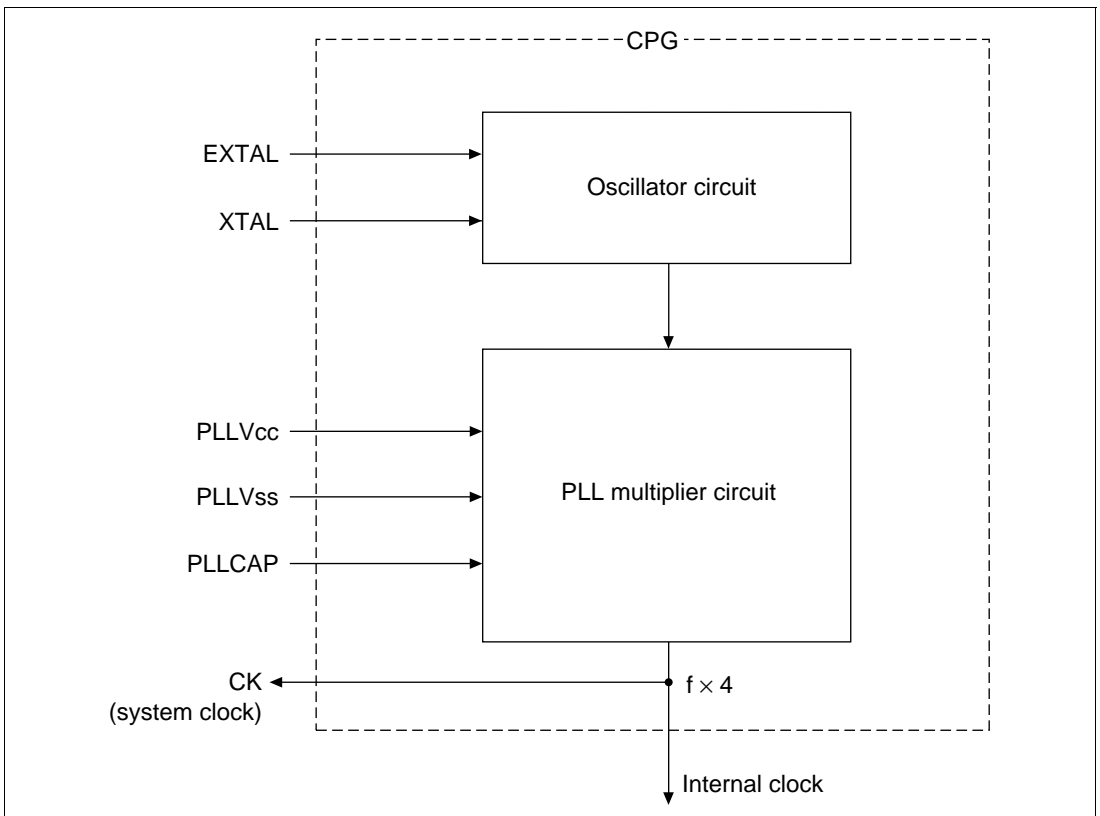 CPG
EXTAL
Oscillator circuit
XTAL
PLLVcc
PLLVss
PLL multiplier circuit
PLLCAP
CK
(system clock)
f × 4
Internal clock